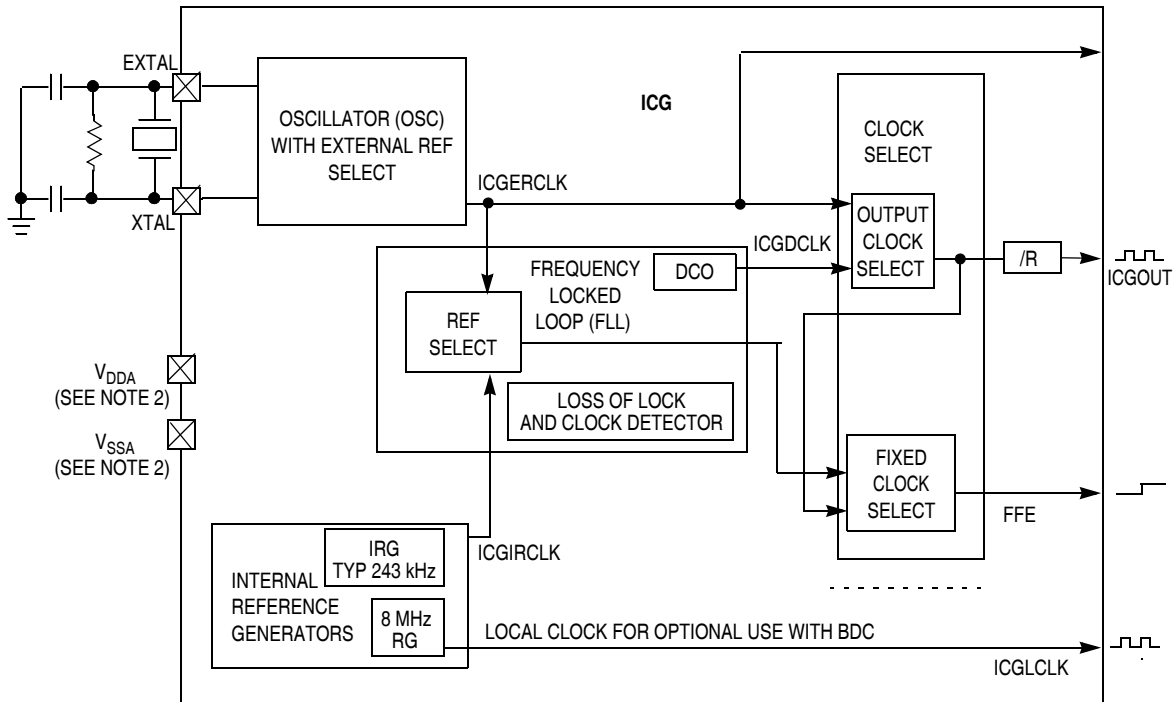 EXTAL
OSCILLATOR (OSC)
WITH EXTERNAL REF
SELECT
XTAL
ICG
ICGERCLK
CLOCK
SELECT
OUTPUT
CLOCK
SELECT
ICGDCLK
/R
ICGOUT
FREQUENCY
LOCKED
LOOP (FLL)
DCO
REF
SELECT
LOSS OF LOCK
AND CLOCK DETECTOR
VDDA
(SEE NOTE 2)
VSSA
(SEE NOTE 2)
FIXED
CLOCK
SELECT
FFE
ICGIRCLK
IRG
TYP 243 kHz
INTERNAL
REFERENCE
GENERATORS
8 MHz
RG
LOCAL CLOCK FOR OPTIONAL USE WITH BDC
ICGLCLK